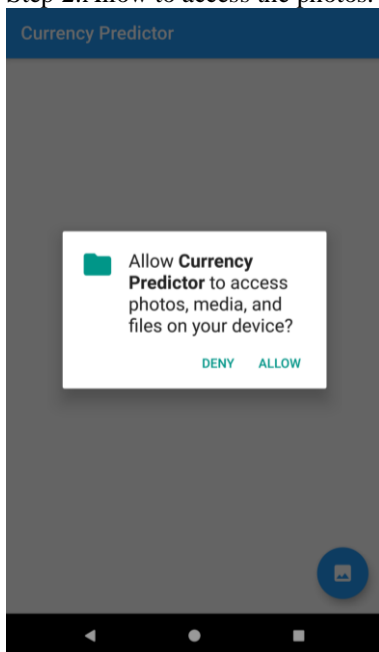 Step-2:Allow to access the photos.
Currency Predictor
Allow Currency
Predictor to access
photos, media, and
files on your device?
DENY ALLOW